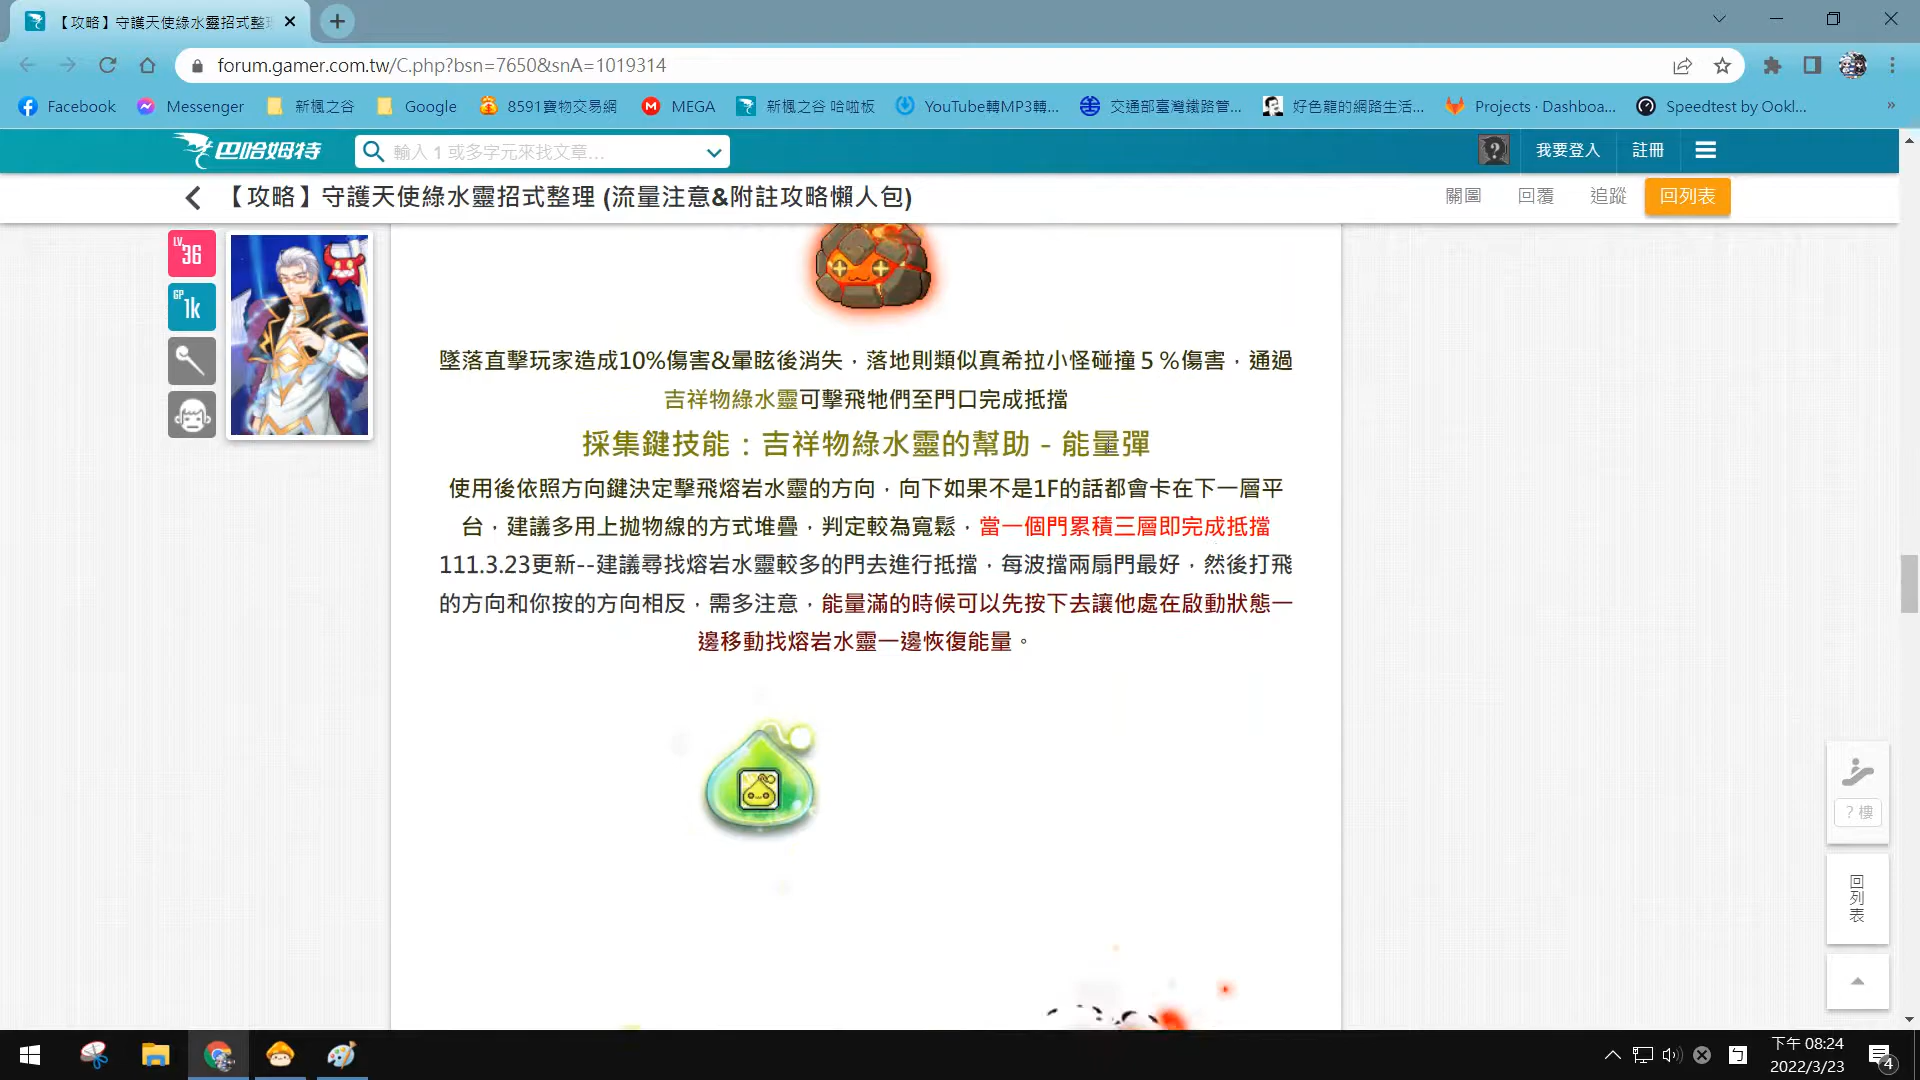 【攻略】守護天使綠水靈招式整理
forum.gamer.com.tw/C.php?bsn=7650&snA=1019314
Facebook
Messenger
新楓之谷
Google
8591寶物交易網
MEGA
新楓之谷 哈啦板
YouTube轉MP3轉...
交通部臺灣鐵路管...
好色龍的網路生活...
Projects · Dashboa...
Speedtest by Ookl...
»
巴哈姆特
輸入 1 或多字元來找文章...
我要登入
註冊
【攻略】守護天使綠水靈招式整理 (流量注意&附註攻略懶人包)
關圖
回覆
追蹤
回列表
LV 36
GP 1k
墜落直擊玩家造成10%傷害&暈眩後消失，落地則類似真希拉小怪碰撞５％傷害，通過
吉祥物綠水靈可擊飛牠們至門口完成抵擋
採集鍵技能：吉祥物綠水靈的幫助 - 能量彈
使用後依照方向鍵決定擊飛熔岩水靈的方向，向下如果不是1F的話都會卡在下一層平
台，建議多用上拋物線的方式堆疊，判定較為寬鬆，當一個門累積三層即完成抵擋
111.3.23更新--建議尋找熔岩水靈較多的門去進行抵擋，每波擋兩扇門最好，然後打飛
的方向和你按的方向相反，需多注意，能量滿的時候可以先按下去讓他處在啟動狀態一
邊移動找熔岩水靈一邊恢復能量。
? 樓
回列表
下午 08:24
2022/3/23
4